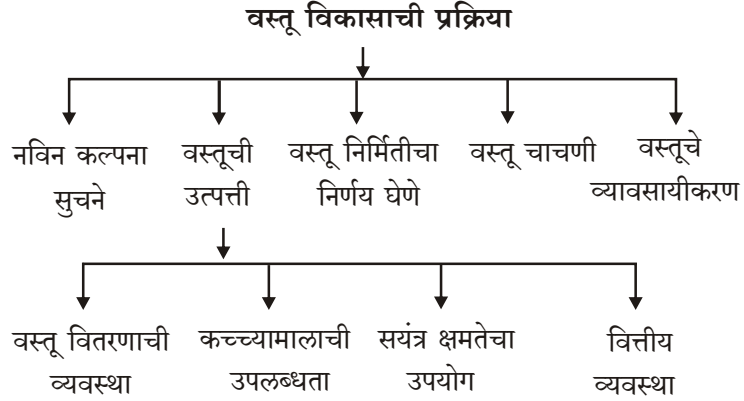 वस्तू विकासाची प्रक्रिया
नविन कल्पना
सुचने
वस्तूची
उत्पत्ती
वस्तू निर्मितीचा
निर्णय घेणे
वस्तू चाचणी
वस्तूचे
व्यावसायीकरण
वस्तू वितरणाची
व्यवस्था
कच्च्यामालाची
उपलब्धता
सयंत्र क्षमतेचा
उपयोग
वित्तीय
व्यवस्था